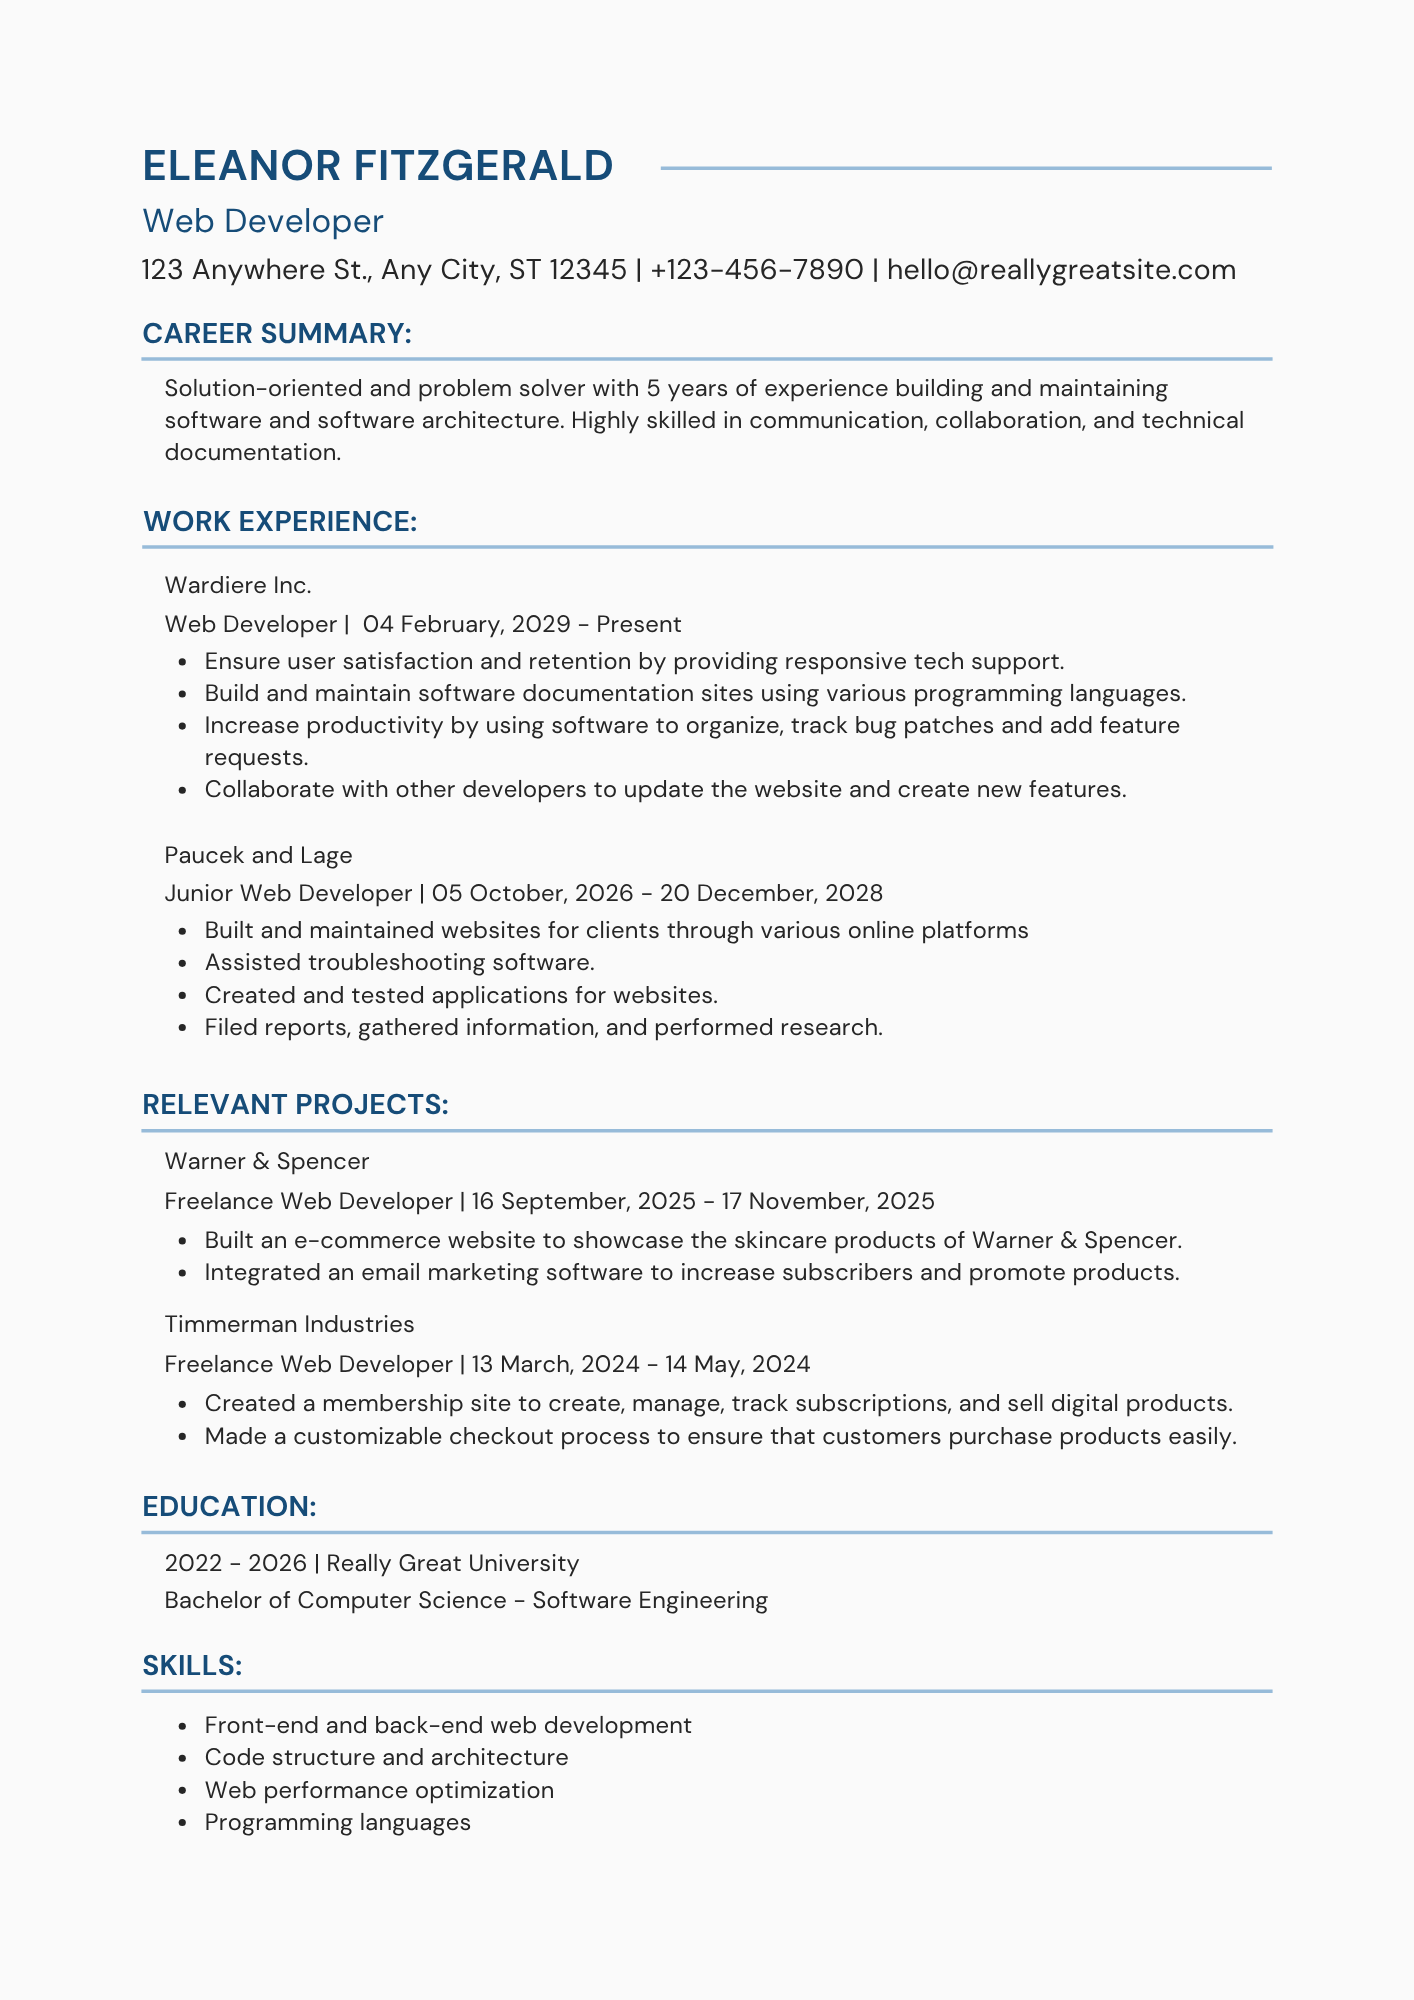 ELEANOR FITZGERALD
Web Developer
123 Anywhere St., Any City, ST 12345 | +123-456-7890 | hello@reallygreatsite.com
CAREER SUMMARY:
Solution-oriented and problem solver with 5 years of experience building and maintaining
software and software architecture. Highly skilled in communication, collaboration, and technical
documentation.
WORK EXPERIENCE:
Wardiere Inc.
Web Developer | 04 February, 2029 - Present
• Ensure user satisfaction and retention by providing responsive tech support.
• Build and maintain software documentation sites using various programming languages.
• Increase productivity by using software to organize, track bug patches and add feature
requests.
• Collaborate with other developers to update the website and create new features.
Paucek and Lage
Junior Web Developer | 05 October, 2026 - 20 December, 2028
• Built and maintained websites for clients through various online platforms
• Assisted troubleshooting software.
• Created and tested applications for websites.
• Filed reports, gathered information, and performed research.
RELEVANT PROJECTS:
Warner & Spencer
Freelance Web Developer | 16 September, 2025 - 17 November, 2025
• Built an e-commerce website to showcase the skincare products of Warner & Spencer.
• Integrated an email marketing software to increase subscribers and promote products.
Timmerman Industries
Freelance Web Developer | 13 March, 2024 - 14 May, 2024
• Created a membership site to create, manage, track subscriptions, and sell digital products.
• Made a customizable checkout process to ensure that customers purchase products easily.
EDUCATION:
2022 - 2026 | Really Great University
Bachelor of Computer Science - Software Engineering
SKILLS:
• Front-end and back-end web development
• Code structure and architecture
• Web performance optimization
• Programming languages